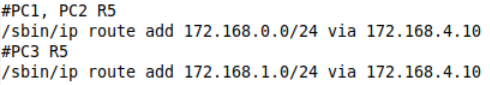 #PC1, PC2 R5
/sbin/ip route add 172.168.0.0/24 via 172.168.4.10
#PC3 R5
/sbin/ip route add 172.168.1.0/24 via 172.168.4.10